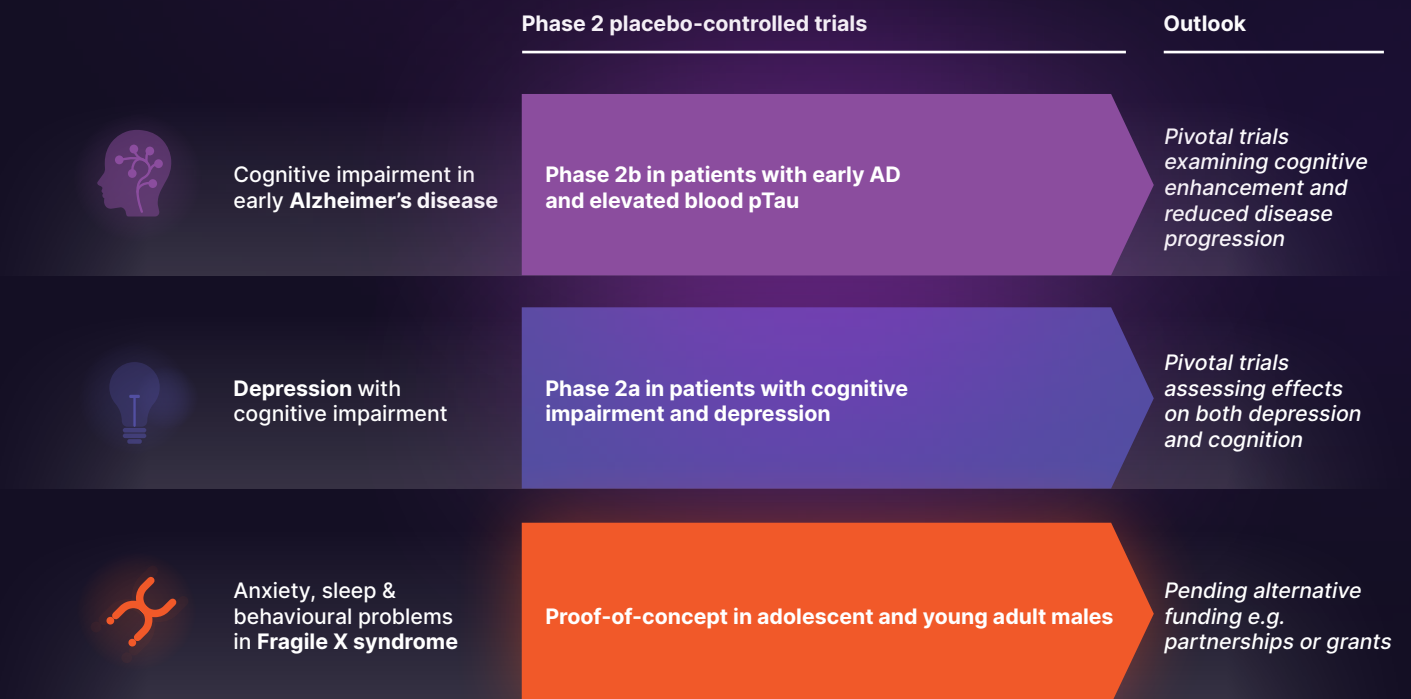 Phase 2 placebo-controlled trials
Outlook
Cognitive impairment in
early Alzheimer’s disease
Phase 2b in patients with early AD
and elevated blood pTau
Pivotal trials
examining cognitive
enhancement and
reduced disease
progression
Depression with
cognitive impairment
Phase 2a in patients with cognitive
impairment and depression
Pivotal trials
assessing effects
on both depression
and cognition
Anxiety, sleep &
behavioural problems
in Fragile X syndrome
Proof-of-concept in adolescent and young adult males
Pending alternative
funding e.g.
partnerships or grants